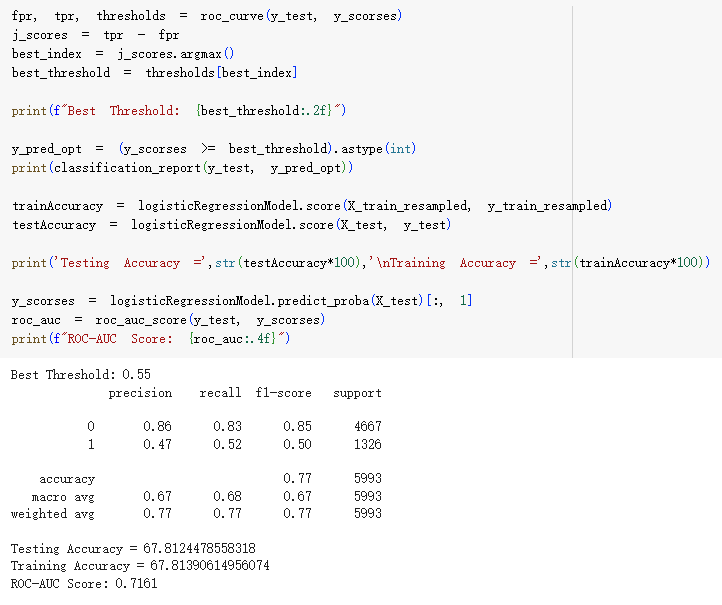 fpr, tpr, thresholds = roc_curve(y_test, y_scorses)
j_scores = tpr - fpr
best_index = j_scores.argmax()
best_threshold = thresholds[best_index]
print(f"Best Threshold: {best_threshold:.2f}")
y_pred_opt = (y_scorses >= best_threshold).astype(int)
print(classification_report(y_test, y_pred_opt))
trainAccuracy = logisticRegressionModel.score(X_train_resampled, y_train_resampled)
testAccuracy = logisticRegressionModel.score(X_test, y_test)
print('Testing Accuracy =',str(testAccuracy*100),'\nTraining Accuracy =',str(trainAccuracy*100))
y_scorses = logisticRegressionModel.predict_proba(X_test)[:, 1]
roc_auc = roc_auc_score(y_test, y_scorses)
print(f"ROC-AUC Score: {roc_auc:.4f}")
Best Threshold: 0.55
precision recall f1-score support
0 0.86 0.83 0.85 4667
1 0.47 0.52 0.50 1326
accuracy 0.77 5993
macro avg 0.67 0.68 0.67 5993
weighted avg 0.77 0.77 0.77 5993
Testing Accuracy = 67.8124478558318
Training Accuracy = 67.81390614956074
ROC-AUC Score: 0.7161